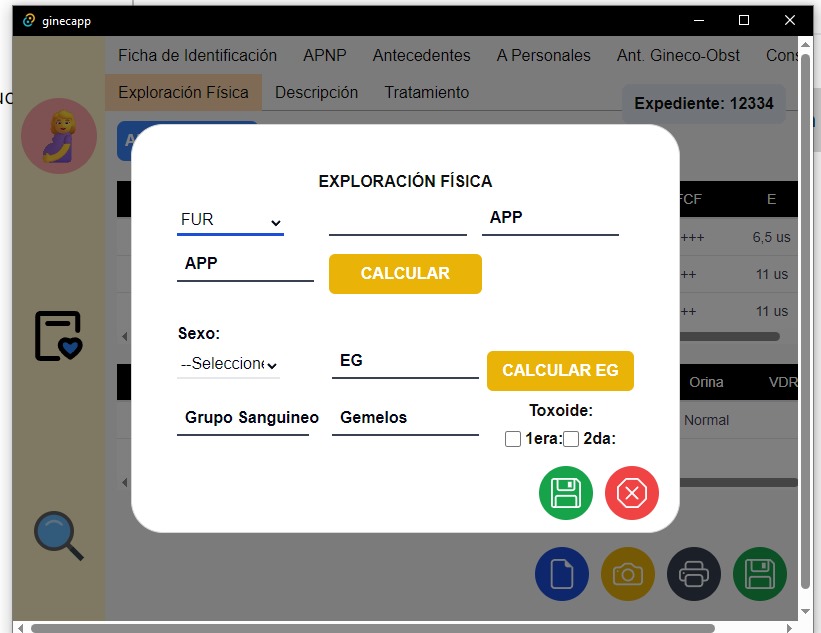 ginecapp
Ficha de Identificación APNP Antecedentes A Personales Ant. Gineco-Obst Cons
Exploración Física Descripción Tratamiento
Expediente: 12334
A
EXPLORACIÓN FÍSICA
FCF E
FUR APP
+++ 6,5 us
APP CALCULAR
++ 11 us
++ 11 us
Sexo:
--Seleccione EG CALCULAR EG
Orina VDR
Grupo Sanguineo Gemelos Toxoide:
Normal
1era: 2da: